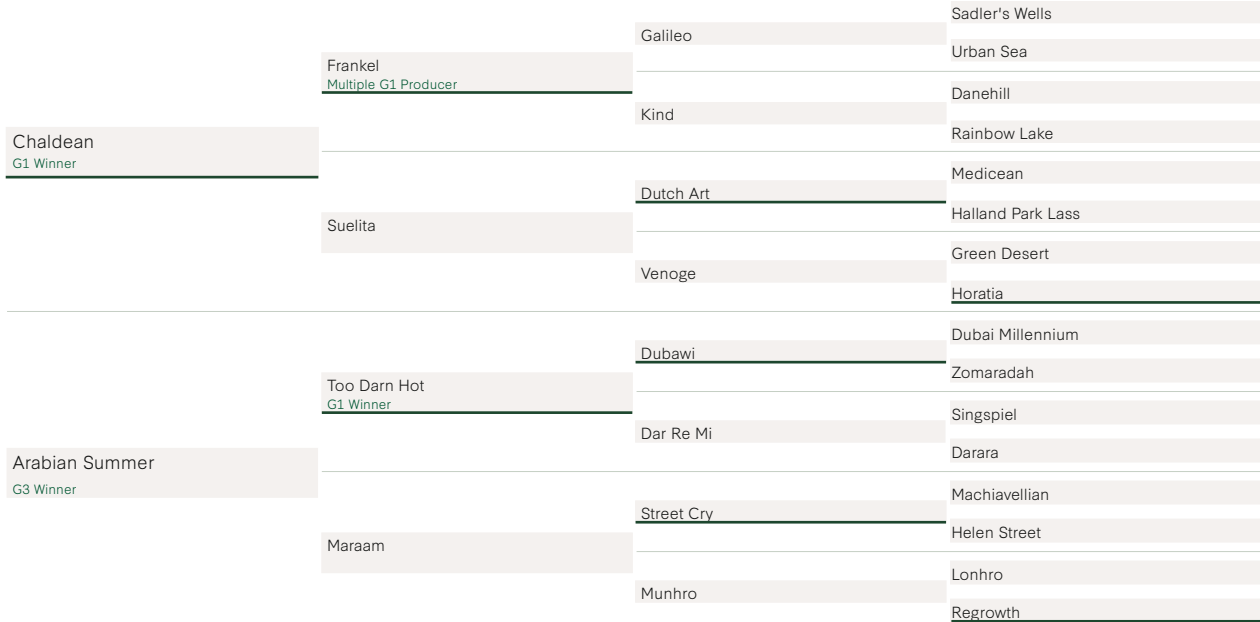 Chaldean
G1 Winner
Arabian Summer
G3 Winner
Frankel
Multiple G1 Producer
Suelita
Too Darn Hot
G1 Winner
Maraam
Galileo
Kind
Dutch Art
Venoge
Dubawi
Dar Re Mi
Street Cry
Munhro
Sadler's Wells
Urban Sea
Danehill
Rainbow Lake
Medicean
Halland Park Lass
Green Desert
Horatia
Dubai Millennium
Zomaradah
Singspiel
Darara
Machiavellian
Helen Street
Lonhro
Regrowth